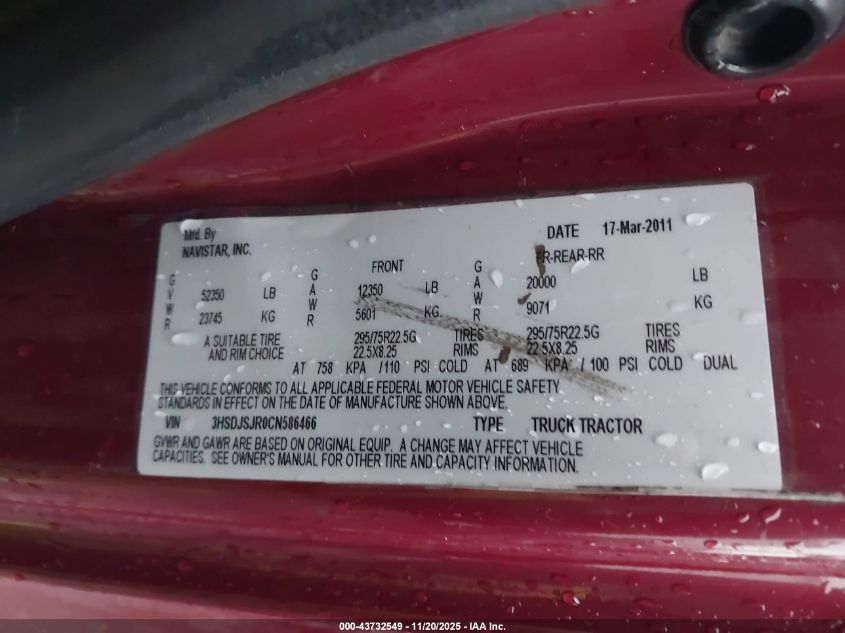 Mfd. By
NAVISTAR, INC.
DATE 17-Mar-2011
GVWR 52350 LB
23745 KG
FRONT
GAWR 12350 LB
5601 KG
FR-REAR-RR
GAWR 20000 LB
9071 KG
A SUITABLE TIRE 295/75R22.5G TIRES 295/75R22.5G TIRES
AND RIM CHOICE 22.5X8.25 RIMS 22.5X8.25 RIMS
AT 758 KPA /110 PSI COLD AT 689 KPA / 100 PSI COLD DUAL
THIS VEHICLE CONFORMS TO ALL APPLICABLE FEDERAL MOTOR VEHICLE SAFETY
STANDARDS IN EFFECT ON THE DATE OF MANUFACTURE SHOWN ABOVE.
VIN 3HSDJSJR0CN586466 TYPE TRUCK TRACTOR
GVWR AND GAWR ARE BASED ON ORIGINAL EQUIP. A CHANGE MAY AFFECT VEHICLE
CAPACITIES. SEE OWNER'S MANUAL FOR OTHER TIRE AND CAPACITY INFORMATION.
000-43732549 - 11/20/2025 - IAA Inc.